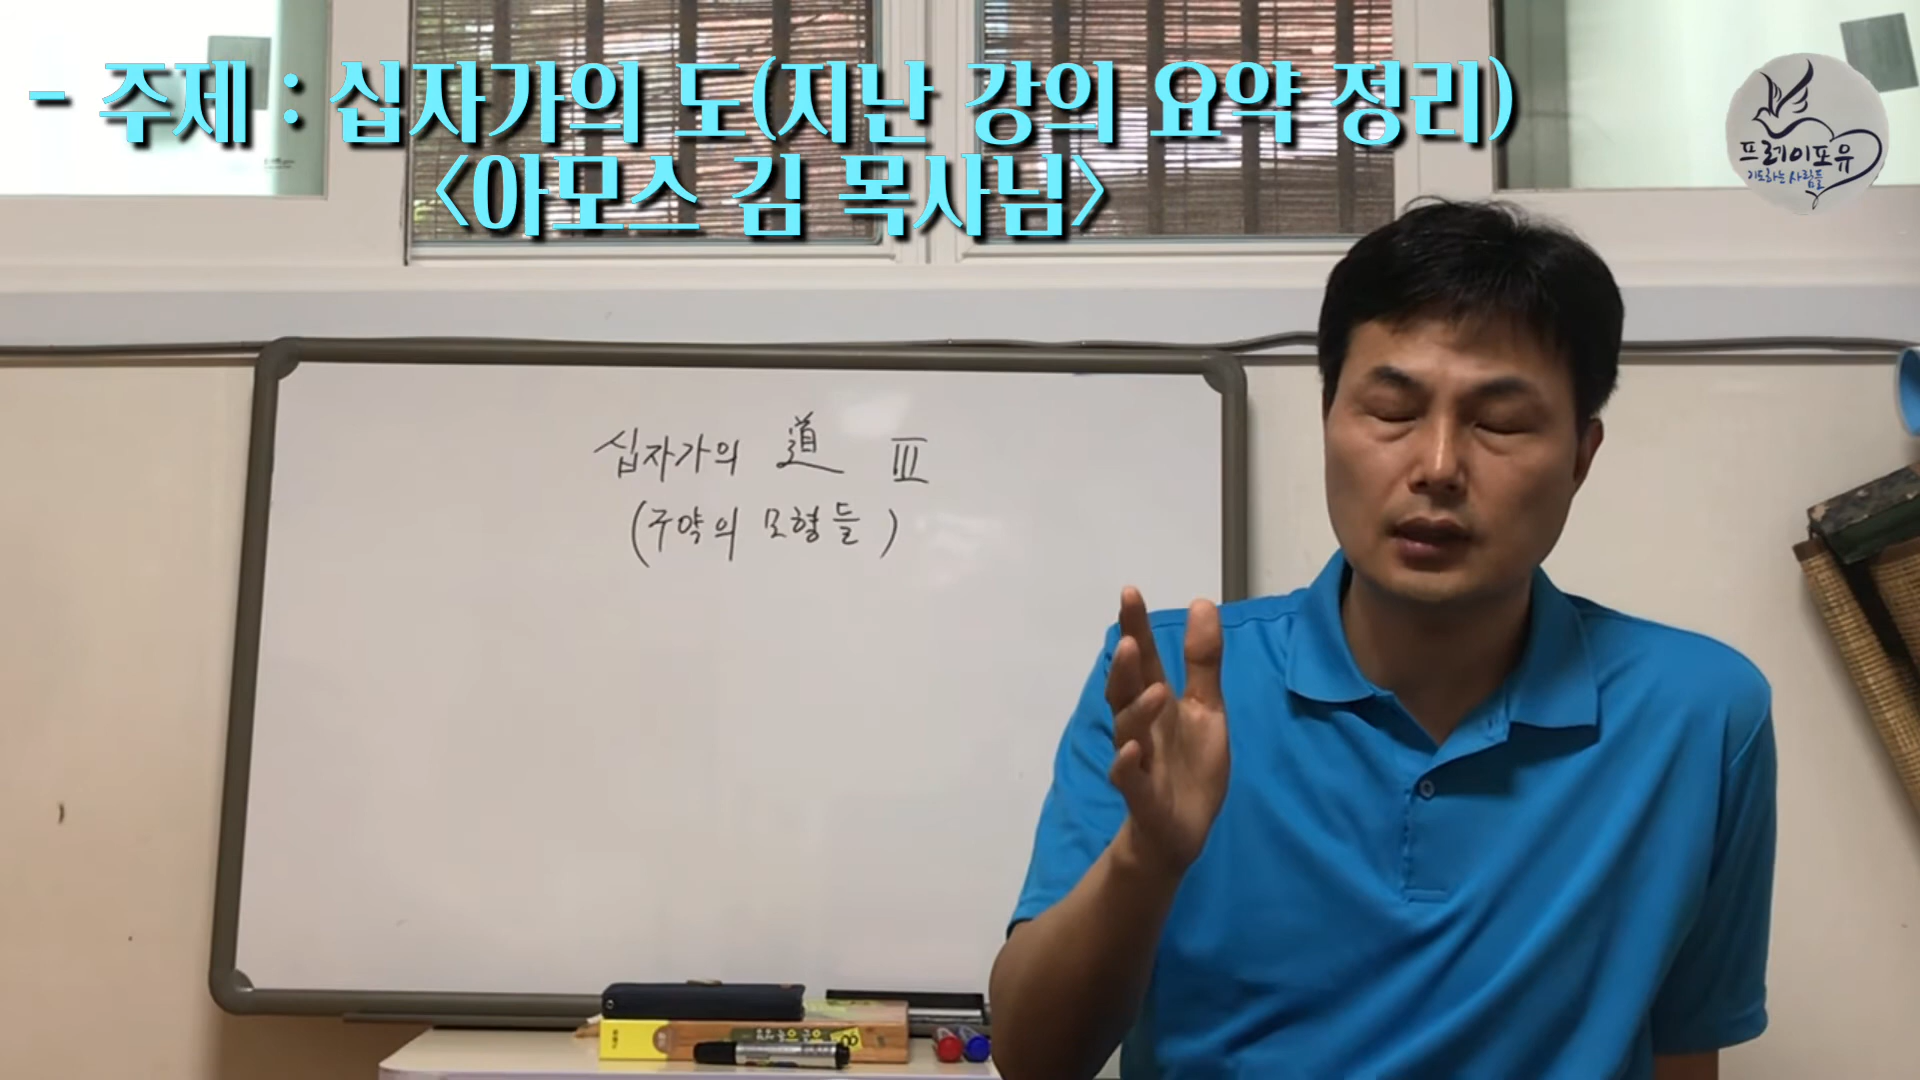 - 주제 : 십자가의 도(지난 강의 요약 정리)
<아모스 김 목사님>
프레이포유
기도하는 사람들
십자가의 道 Ⅲ
(구약의 모형들)